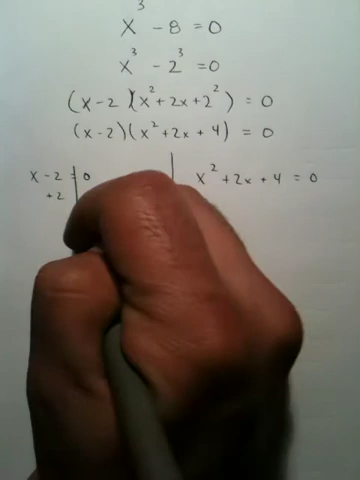 x³ - 8 = 0
x³ - 2³ = 0
(x - 2)(x² + 2x + 2²) = 0
(x - 2)(x² + 2x + 4) = 0
x - 2 = 0 | x² + 2x + 4 = 0
+2